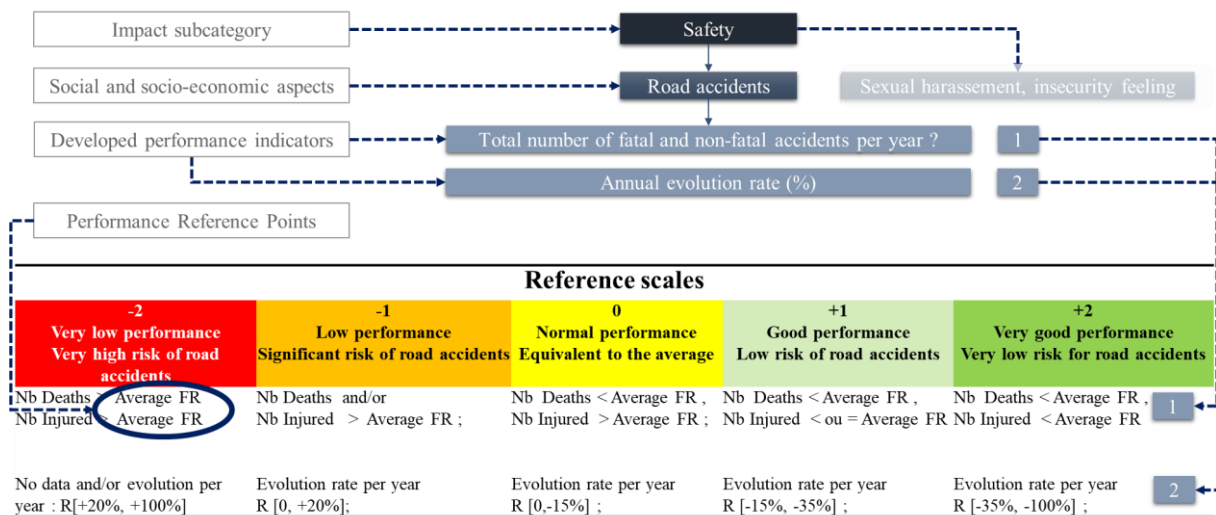 Impact subcategory
Safety
Social and socio-economic aspects
Road accidents
Sexual harassement, insecurity feeling
Developed performance indicators
Total number of fatal and non-fatal accidents per year ?
1
Annual evolution rate (%)
2
Performance Reference Points
Reference scales
-2
Very low performance
Very high risk of road
accidents
-1
Low performance
Significant risk of road accidents
0
Normal performance
Equivalent to the average
+1
Good performance
Low risk of road accidents
+2
Very good performance
Very low risk for road accidents
Nb Deaths > Average FR
Nb Injured > Average FR
Nb Deaths and/or
Nb Injured > Average FR ;
Nb Deaths < Average FR ,
Nb Injured > Average FR ;
Nb Deaths < Average FR ,
Nb Injured < ou = Average FR
Nb Deaths < Average FR ,
Nb Injured < Average FR
1
No data and/or evolution per
year : R[+20%, +100%]
Evolution rate per year
R [0, +20%];
Evolution rate per year
R [0,-15%] ;
Evolution rate per year
R [-15%, -35%] ;
Evolution rate per year
R [-35%, -100%] ;
2